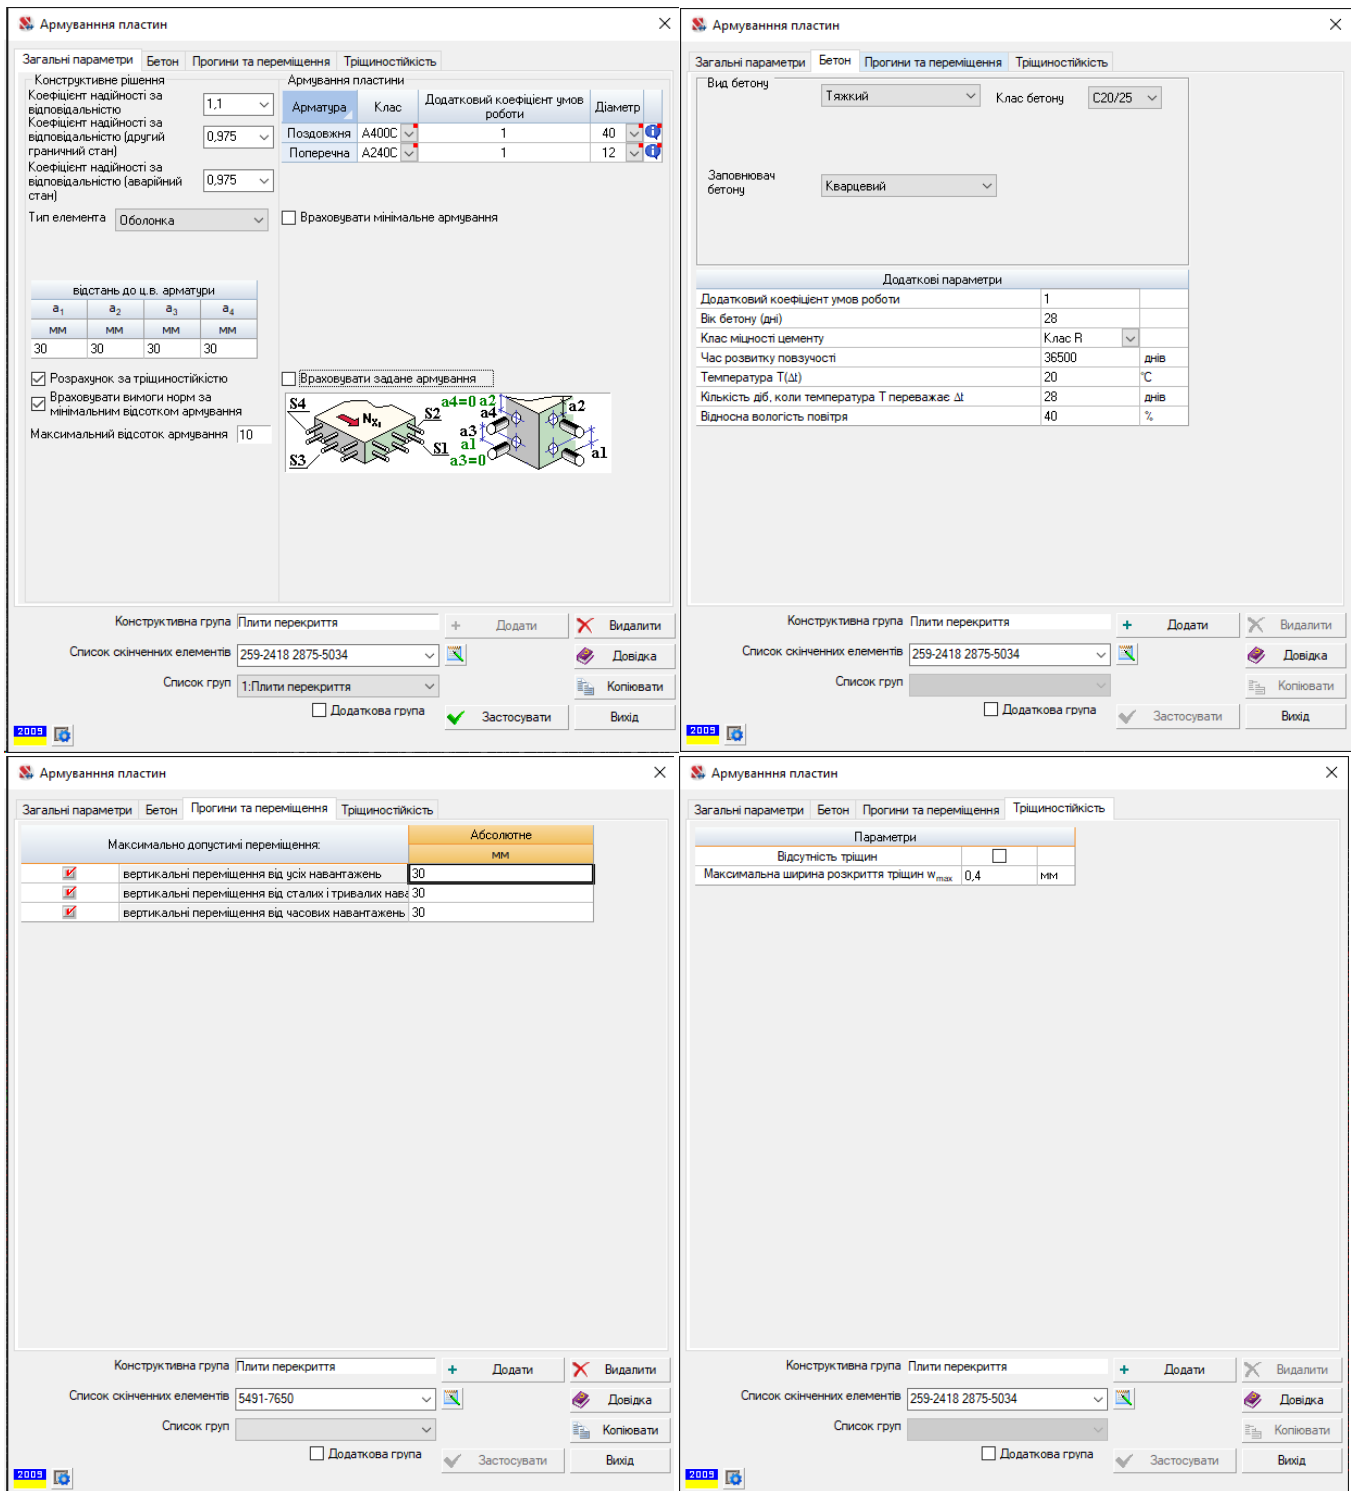 Армуванння пластин
Загальні параметри Бетон Прогини та переміщення Тріщиностійкість
Конструктивне рішення
Коефіцієнт надійності за відповідальністю 1,1
Коефіцієнт надійності за відповідальністю (другий граничний стан) 0,975
Коефіцієнт надійності за відповідальністю (аварійний стан) 0,975
Тип елемента Оболонка
відстань до ц.в. арматури
a1 a2 a3 a4
мм мм мм мм
30 30 30 30
Розрахунок за тріщиностійкістю
Враховувати вимоги норм за мінімальним відсотком армування
Максимальний відсоток армування 10
Армування пластини
Арматура Клас Додатковий коефіцієнт умов роботи Діаметр
Поздовжня A400C 1 40
Поперечна A240C 1 12
Враховувати мінімальне армування
Враховувати задане армування
S4 Nx1 S2 S3 S1
a4=0 a2 a4 a2 a3 a1 a3=0 a1
Конструктивна група Плити перекриття Додати Видалити
Список скінченних елементів 259-2418 2875-5034 Довідка
Список груп 1:Плити перекриття Копіювати
Додаткова група Застосувати Вихід
2009
Армуванння пластин
Загальні параметри Бетон Прогини та переміщення Тріщиностійкість
Вид бетону
Тяжкий Клас бетону C20/25
Заповнювач бетону Кварцевий
Додаткові параметри
Додатковий коефіцієнт умов роботи 1
Вік бетону (дні) 28
Клас міцності цементу Клас R
Час розвитку повзучості 36500 днів
Температура T(Δt) 20 °C
Кількість діб, коли температура T переважає Δt 28 днів
Відносна вологість повітря 40 %
Конструктивна група Плити перекриття Додати Видалити
Список скінченних елементів 259-2418 2875-5034 Довідка
Список груп Копіювати
Додаткова група Застосувати Вихід
2009
Армуванння пластин
Загальні параметри Бетон Прогини та переміщення Тріщиностійкість
Максимально допустимі переміщення: Абсолютне
мм
вертикальні переміщення від усіх навантажень 30
вертикальні переміщення від сталих і тривалих нава 30
вертикальні переміщення від часових навантажень 30
Конструктивна група Плити перекриття Додати Видалити
Список скінченних елементів 5491-7650 Довідка
Список груп Копіювати
Додаткова група Застосувати Вихід
2009
Армуванння пластин
Загальні параметри Бетон Прогини та переміщення Тріщиностійкість
Параметри
Відсутність тріщин
Максимальна ширина розкриття тріщин wmax 0,4 мм
Конструктивна група Плити перекриття Додати Видалити
Список скінченних елементів 259-2418 2875-5034 Довідка
Список груп Копіювати
Додаткова група Застосувати Вихід
2009